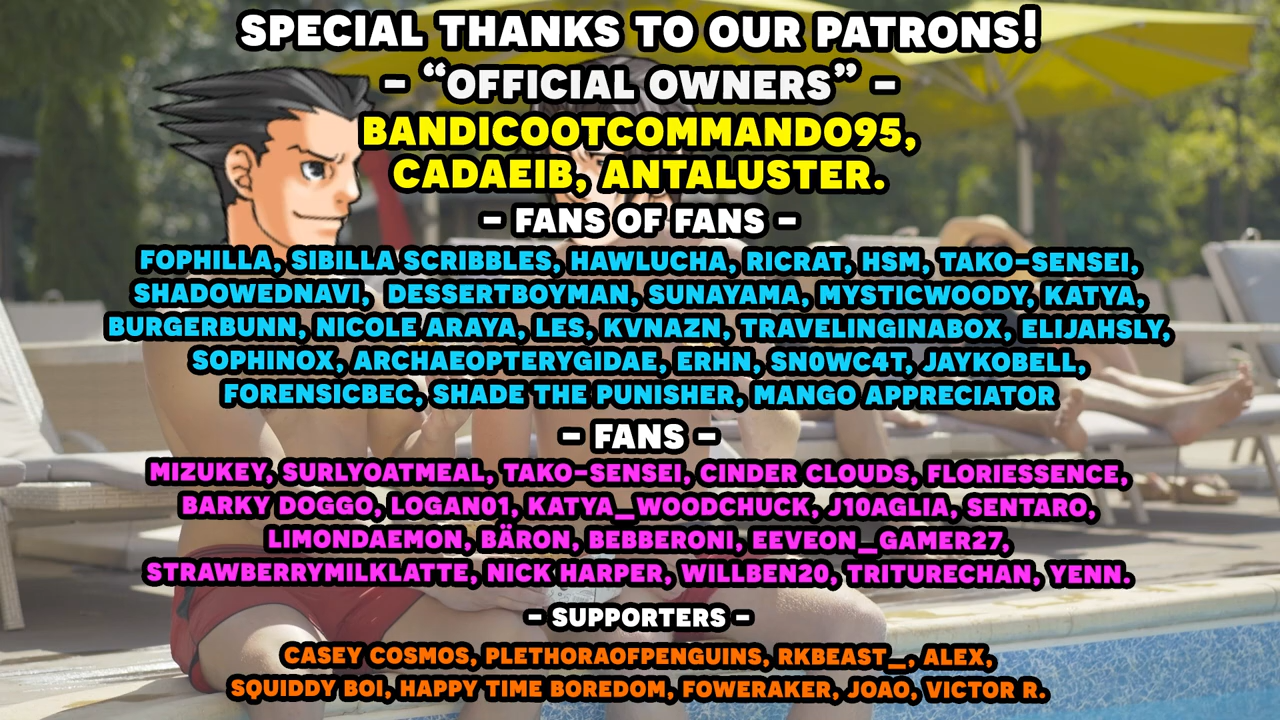 SPECIAL THANKS TO OUR PATRONS!
- “OFFICIAL OWNERS” -
BANDICOOTCOMMANDO95,
CADAEIB, ANTALUSTER.
- FANS OF FANS -
FOPHILLA, SIBILLA SCRIBBLES, HAWLUCHA, RICRAT, HSM, TAKO-SENSEI,
SHADOWEDNAVI, DESSERTBOYMAN, SUNAYAMA, MYSTICWOODY, KATYA,
BURGERBUNN, NICOLE ARAYA, LES, KVNAZN, TRAVELINGINABOX, ELIJAHSLY,
SOPHINOX, ARCHAEOPTERYGIDAE, ERHN, SN0WC4T, JAYKOBELL,
FORENSICBEC, SHADE THE PUNISHER, MANGO APPRECIATOR
- FANS -
MIZUKEY, SURLYOATMEAL, TAKO-SENSEI, CINDER CLOUDS, FLORIESSENCE,
BARKY DOGGO, LOGAN01, KATYA_WOODCHUCK, J10AGLIA, SENTARO,
LIMONDAEMON, BÄRON, BEBBERONI, EEVEON_GAMER27,
STRAWBERRYMILKLATTE, NICK HARPER, WILLBEN20, TRITURECHAN, YENN.
- SUPPORTERS -
CASEY COSMOS, PLETHORAOFPENGUINS, RKBEAST_, ALEX,
SQUIDDY BOI, HAPPY TIME BOREDOM, FOWERAKER, JOAO, VICTOR R.